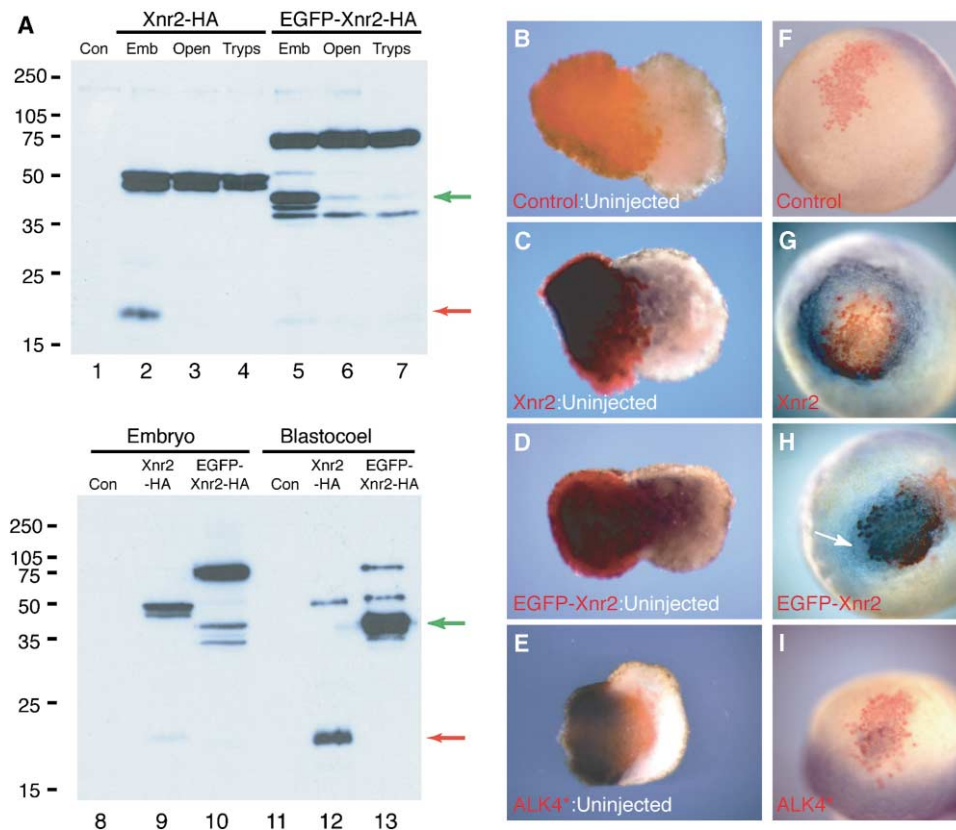 A
Xnr2-HA
EGFP-Xnr2-HA
Con
Emb
Open
Tryps
Emb
Open
Tryps
250
105
75
50
35
25
15
1 2 3 4 5 6 7
Embryo
Blastocoel
Con
Xnr2
-HA
EGFP-
Xnr2-HA
Con
Xnr2
-HA
EGFP-
Xnr2-HA
250
105
75
50
35
25
15
8 9 10 11 12 13
B
Control:Uninjected
C
Xnr2:Uninjected
D
EGFP-Xnr2:Uninjected
E
ALK4*:Uninjected
F
Control
G
Xnr2
H
EGFP-Xnr2
I
ALK4*